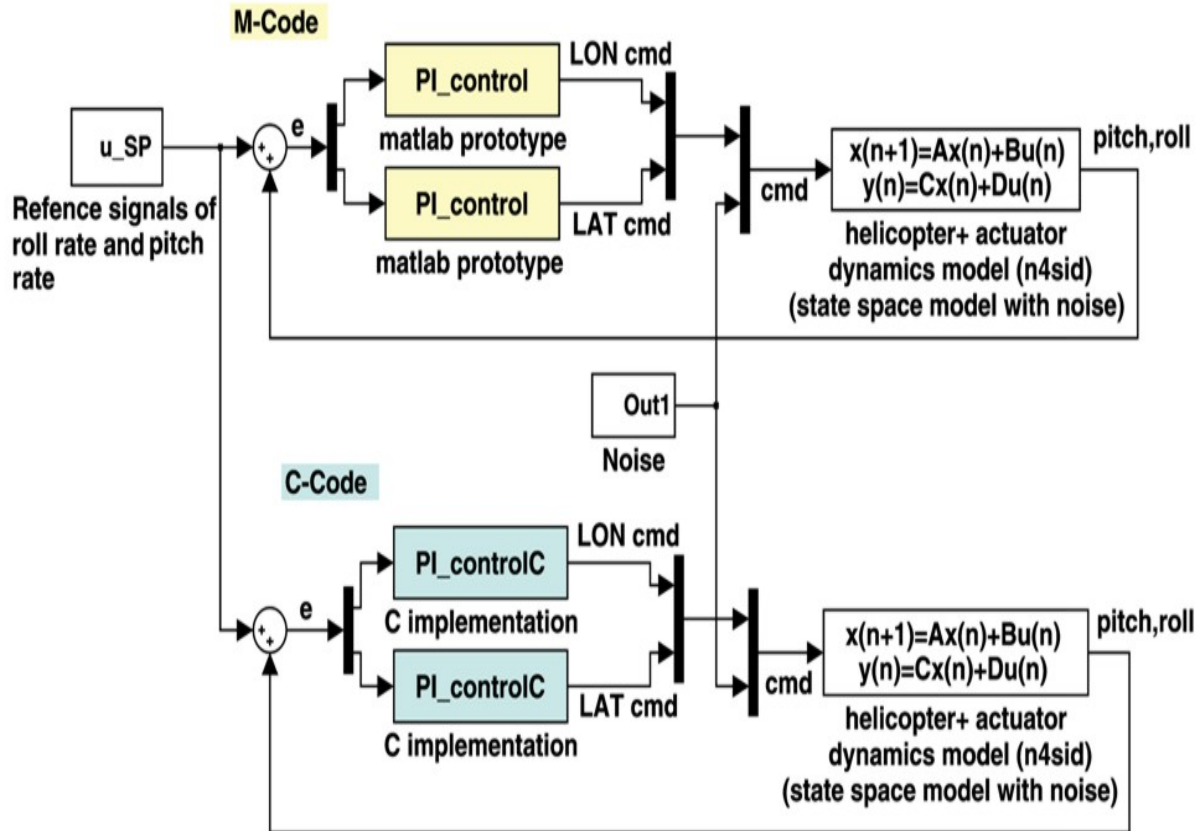 M-Code
LON cmd
PI_control
matlab prototype
u_SP
e
+
+
Refence signals of
roll rate and pitch
rate
PI_control
LAT cmd
matlab prototype
cmd
x(n+1)=Ax(n)+Bu(n)
y(n)=Cx(n)+Du(n)
pitch,roll
helicopter+ actuator
dynamics model (n4sid)
(state space model with noise)
Out1
Noise
C-Code
LON cmd
PI_controlC
C implementation
e
+
+
PI_controlC
LAT cmd
C implementation
cmd
x(n+1)=Ax(n)+Bu(n)
y(n)=Cx(n)+Du(n)
pitch,roll
helicopter+ actuator
dynamics model (n4sid)
(state space model with noise)